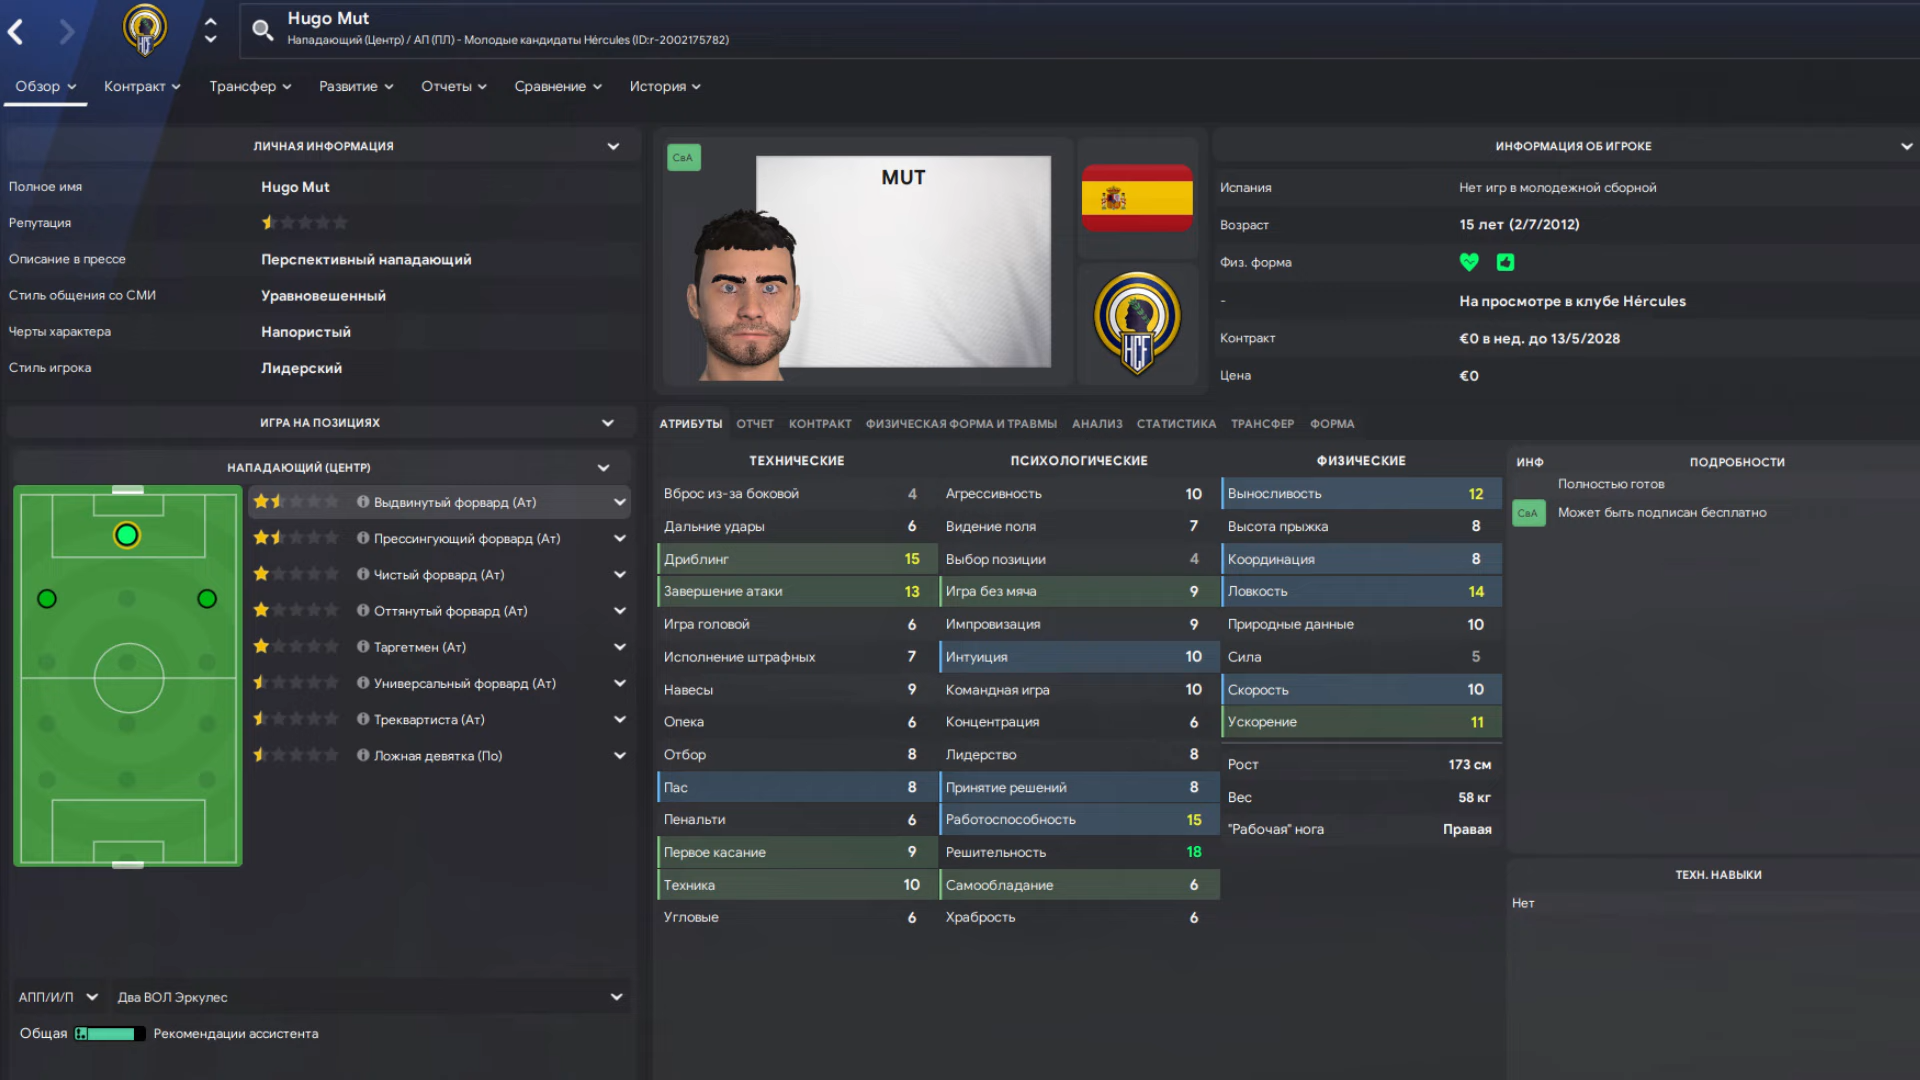 Hugo Mut
Нападающий (Центр) / АП (ПЛ) - Молодые кандидаты Hércules (ID:r-2002175782)
Обзор
Контракт
Трансфер
Развитие
Отчеты
Сравнение
История
ЛИЧНАЯ ИНФОРМАЦИЯ
Полное имя Hugo Mut
Репутация
Описание в прессе Перспективный нападающий
Стиль общения со СМИ Уравновешенный
Черты характера Напористый
Стиль игрока Лидерский
СвА
MUT
HCF
ИНФОРМАЦИЯ ОБ ИГРОКЕ
Испания Нет игр в молодежной сборной
Возраст 15 лет (2/7/2012)
Физ. форма
- На просмотре в клубе Hércules
Контракт €0 в нед. до 13/5/2028
Цена €0
ИГРА НА ПОЗИЦИЯХ
НАПАДАЮЩИЙ (ЦЕНТР)
Выдвинутый форвард (Ат)
Прессингующий форвард (Ат)
Чистый форвард (Ат)
Оттянутый форвард (Ат)
Таргетмен (Ат)
Универсальный форвард (Ат)
Треквартиста (Ат)
Ложная девятка (По)
АПП/И/П Два ВОЛ Эркулес
Общая Рекомендации ассистента
АТРИБУТЫ ОТЧЕТ КОНТРАКТ ФИЗИЧЕСКАЯ ФОРМА И ТРАВМЫ АНАЛИЗ СТАТИСТИКА ТРАНСФЕР ФОРМА
ТЕХНИЧЕСКИЕ
Вброс из-за боковой 4
Дальние удары 6
Дриблинг 15
Завершение атаки 13
Игра головой 6
Исполнение штрафных 7
Навесы 9
Опека 6
Отбор 8
Пас 8
Пенальти 6
Первое касание 9
Техника 10
Угловые 6
ПСИХОЛОГИЧЕСКИЕ
Агрессивность 10
Видение поля 7
Выбор позиции 4
Игра без мяча 9
Импровизация 9
Интуиция 10
Командная игра 10
Концентрация 6
Лидерство 8
Принятие решений 8
Работоспособность 15
Решительность 18
Самообладание 6
Храбрость 6
ФИЗИЧЕСКИЕ
Выносливость 12
Высота прыжка 8
Координация 8
Ловкость 14
Природные данные 10
Сила 5
Скорость 10
Ускорение 11
Рост 173 см
Вес 58 кг
"Рабочая" нога Правая
ИНФ ПОДРОБНОСТИ
Полностью готов
СвА Может быть подписан бесплатно
ТЕХН. НАВЫКИ
Нет